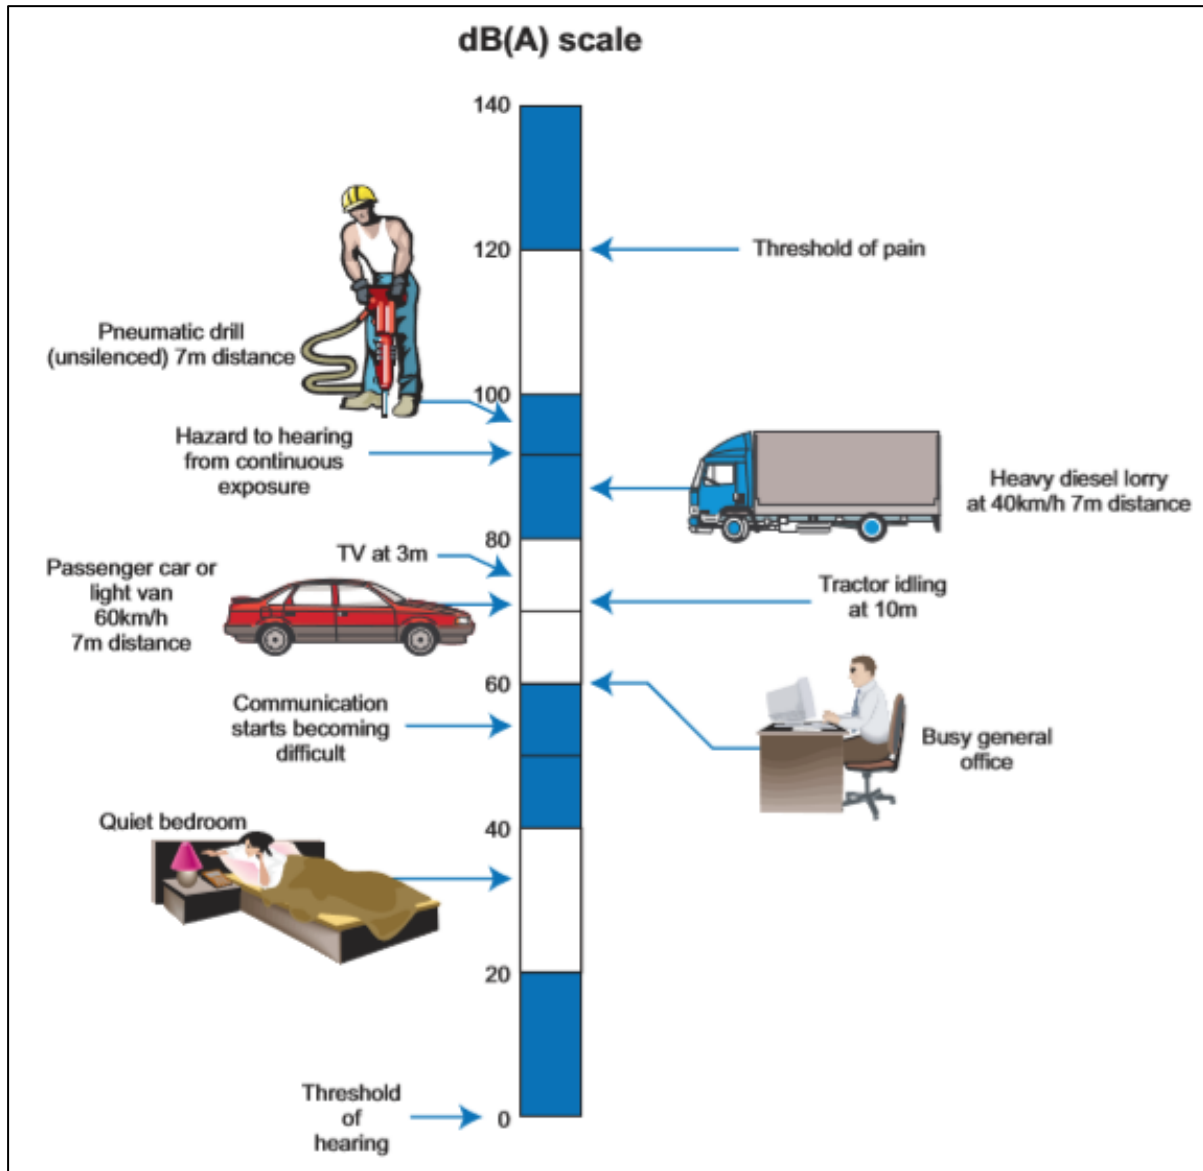 dB(A) scale
140
120
Threshold of pain
Pneumatic drill
(unsilenced) 7m distance
100
Hazard to hearing
from continuous
exposure
Heavy diesel lorry
at 40km/h 7m distance
80
TV at 3m
Passenger car or
light van
60km/h
7m distance
Tractor idling
at 10m
60
Communication
starts becoming
difficult
Busy general
office
Quiet bedroom
40
20
Threshold
of
hearing
0